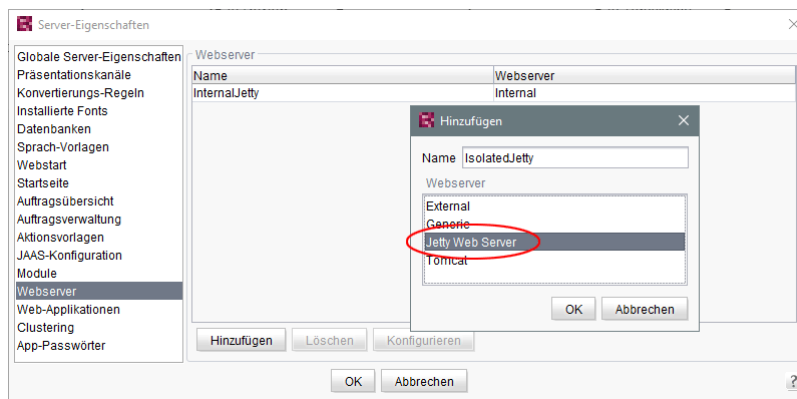 Server-Eigenschaften
Globale Server-Eigenschaften
Präsentationskanäle
Konvertierungs-Regeln
Installierte Fonts
Datenbanken
Sprach-Vorlagen
Webstart
Startseite
Auftragsübersicht
Auftragsverwaltung
Aktionsvorlagen
JAAS-Konfiguration
Module
Webserver
Web-Applikationen
Clustering
App-Passwörter
Webserver
Name Webserver
InternalJetty Internal
Hinzufügen
Name IsolatedJetty
Webserver
External
Generic
Jetty Web Server
Tomcat
OK Abbrechen
Hinzufügen Löschen Konfigurieren
OK Abbrechen ?